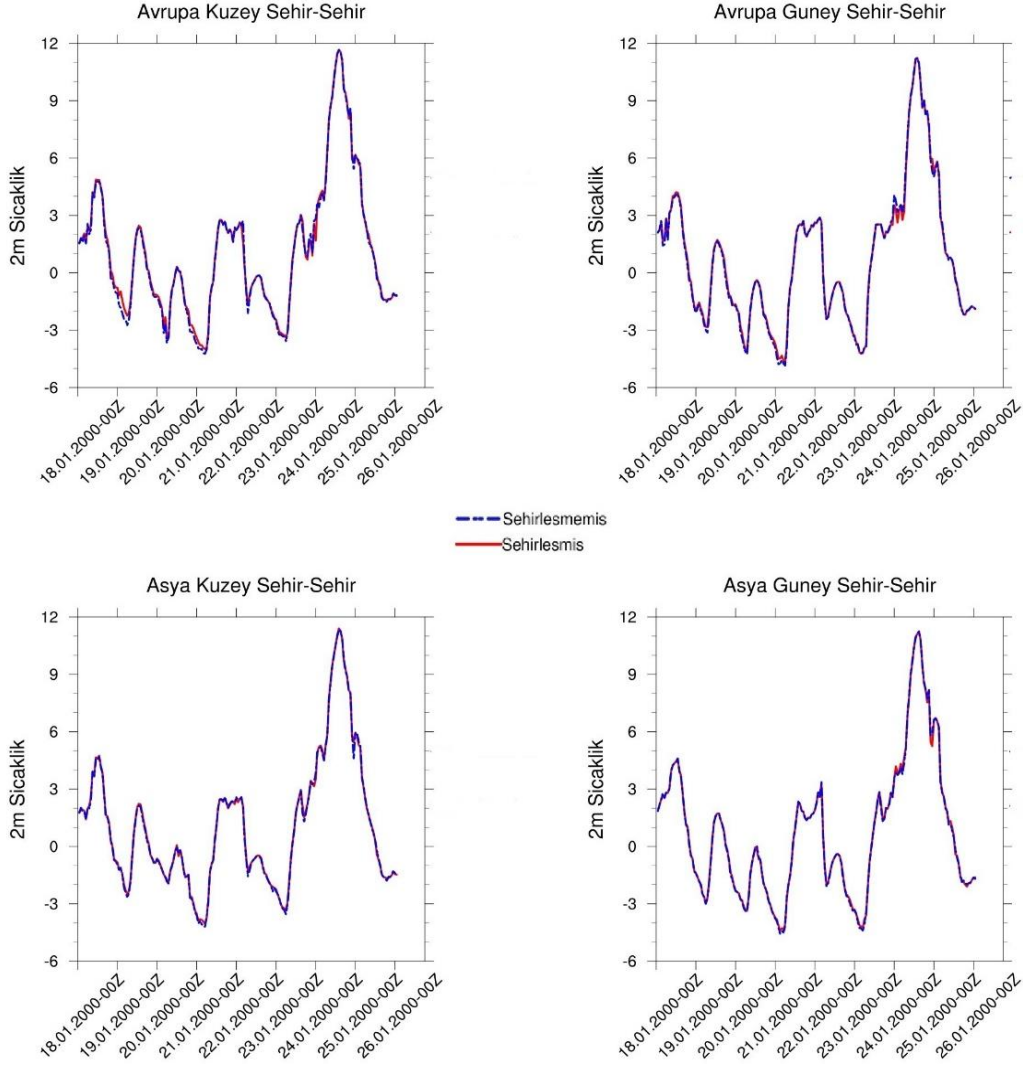 Avrupa Kuzey Sehir-Sehir
12
9
6
3
0
-3
-6
2m Sicaklik
18.01.2000-00Z
19.01.2000-00Z
20.01.2000-00Z
21.01.2000-00Z
22.01.2000-00Z
23.01.2000-00Z
24.01.2000-00Z
25.01.2000-00Z
26.01.2000-00Z
Avrupa Guney Sehir-Sehir
12
9
6
3
0
-3
-6
2m Sicaklik
18.01.2000-00Z
19.01.2000-00Z
20.01.2000-00Z
21.01.2000-00Z
22.01.2000-00Z
23.01.2000-00Z
24.01.2000-00Z
25.01.2000-00Z
26.01.2000-00Z
Sehirlesmemis
Sehirlesmis
Asya Kuzey Sehir-Sehir
12
9
6
3
0
-3
-6
2m Sicaklik
18.01.2000-00Z
19.01.2000-00Z
20.01.2000-00Z
21.01.2000-00Z
22.01.2000-00Z
23.01.2000-00Z
24.01.2000-00Z
25.01.2000-00Z
26.01.2000-00Z
Asya Guney Sehir-Sehir
12
9
6
3
0
-3
-6
2m Sicaklik
18.01.2000-00Z
19.01.2000-00Z
20.01.2000-00Z
21.01.2000-00Z
22.01.2000-00Z
23.01.2000-00Z
24.01.2000-00Z
25.01.2000-00Z
26.01.2000-00Z